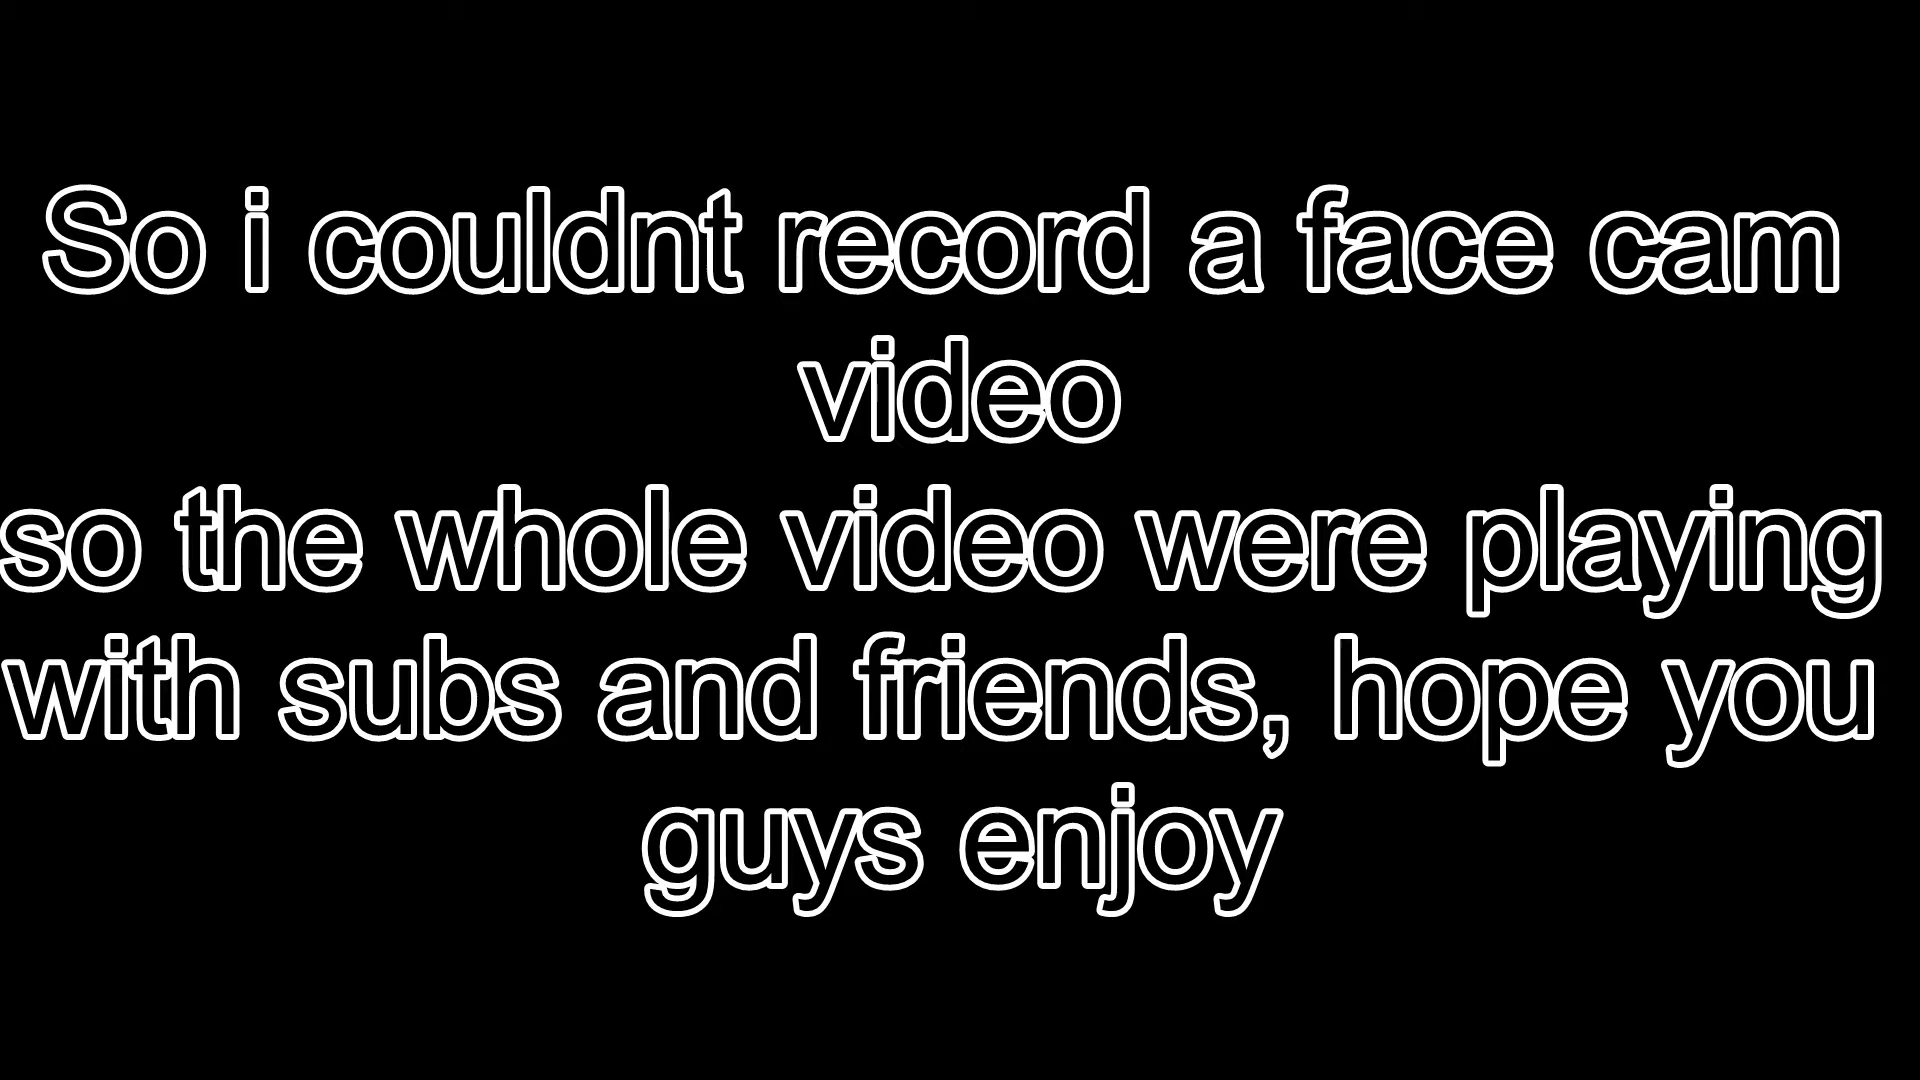 So i couldnt record a face cam
video
so the whole video were playing
with subs and friends, hope you
guys enjoy